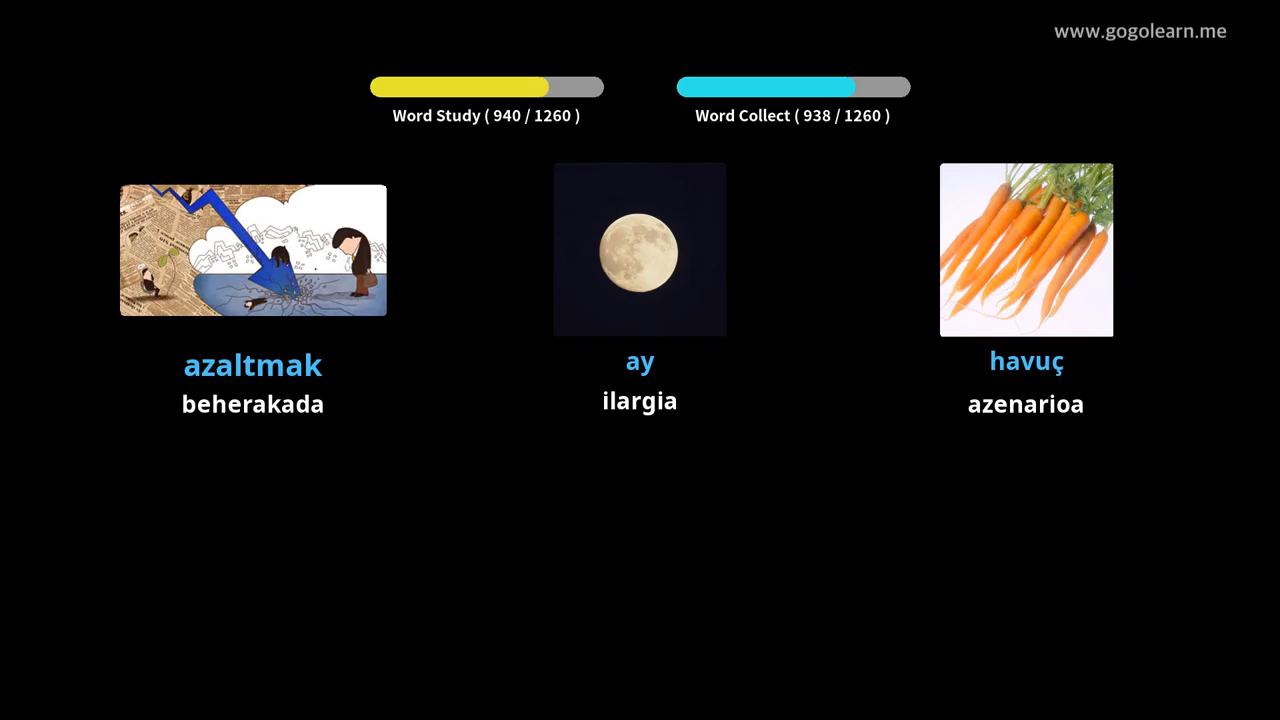 www.gogolearn.me
Word Study ( 940 / 1260 )
Word Collect ( 938 / 1260 )
azaltmak
beherakada
ay
ilargia
havuç
azenarioa